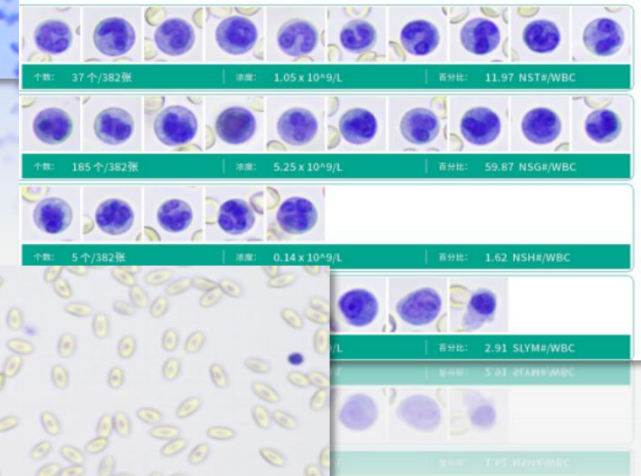 个数: 37 个/382张 浓度: 1.05 x 10^9/L 百分比: 11.97 NST#/WBC
个数: 185 个/382张 浓度: 5.25 x 10^9/L 百分比: 59.87 NSG#/WBC
个数: 5 个/382张 浓度: 0.14 x 10^9/L 百分比: 1.62 NSH#/WBC
/L 百分比: 2.91 SLYM#/WBC